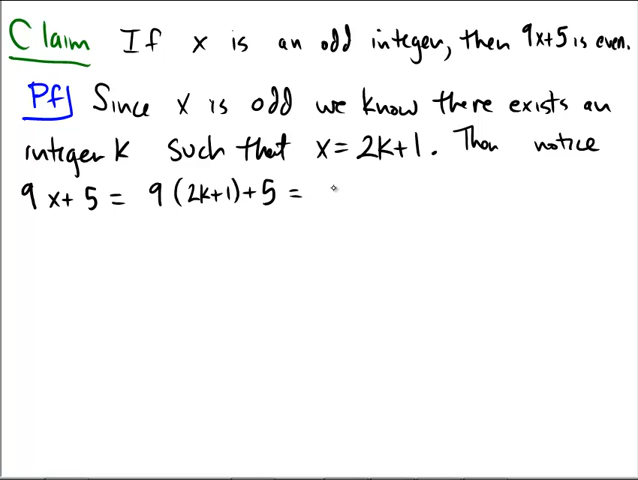 Claim If x is an odd integer, then 9x+5 is even.
Pf Since x is odd we know there exists an
integer k such that x = 2k+1. Then notice
9x+5 = 9(2k+1)+5 =